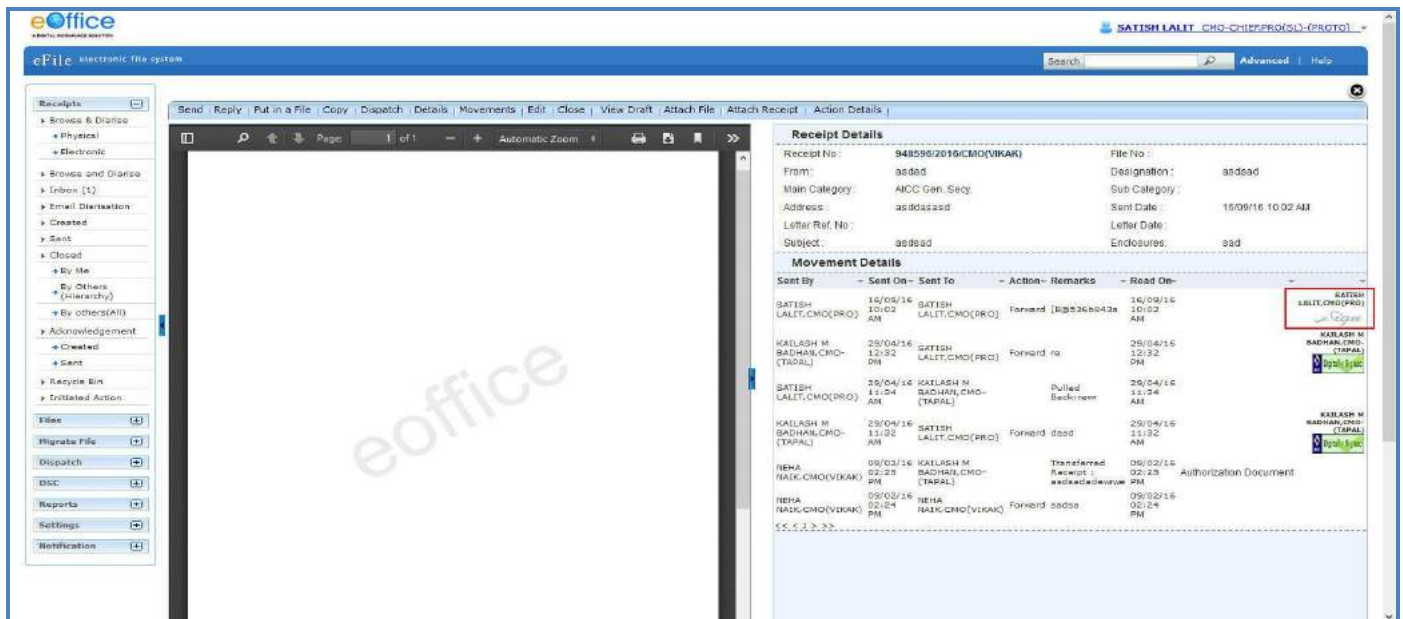 eOffice
A DIGITAL WORKPLACE SOLUTION
SATISH LALIT CMO-CHIEF.PRO(SL)-(PROTO)
eFile electronic file system
Search
Advanced | Help
Receipts
Browse & Diarise
Physical
Electronic
Browse and Diarise
Inbox (1)
Email Diarisation
Created
Sent
Closed
By Me
By Others
(Hierarchy)
By others(All)
Acknowledgement
Created
Sent
Recycle Bin
Initiated Action
Files
Migrate File
Dispatch
DSC
Reports
Settings
Notification
Send | Reply | Put in a File | Copy | Dispatch | Details | Movements | Edit | Close | View Draft | Attach File | Attach Receipt | Action Details |
Page: 1 of 1 Automatic Zoom
eoffice
Receipt Details
Receipt No : 948596/2016/CMO(VIKAK) File No :
From : asdad Designation : asdsad
Main Category : AICC Gen. Secy. Sub Category :
Address : asddasasd Sent Date : 16/09/16 10:02 AM
Letter Ref. No : Letter Date :
Subject : asdsad Enclosures: sad
Movement Details
Sent By Sent On Sent To Action Remarks Read On
SATISH LALIT,CMO(PRO) 16/09/16 10:02 AM SATISH LALIT,CMO(PRO) Forward 16/09/16 10:02 AM SATISH LALIT,CMO(PRO)
KAILASH M BADHAN,CMO-(TAPAL) 29/04/16 12:32 PM SATISH LALIT,CMO(PRO) Forward ra 29/04/16 12:32 PM KAILASH M BADHAN,CMO-(TAPAL)
SATISH LALIT,CMO(PRO) 29/04/16 11:34 AM KAILASH M BADHAN,CMO-(TAPAL) Pulled 29/04/16 11:34 AM
KAILASH M BADHAN,CMO-(TAPAL) 29/04/16 11:32 AM SATISH LALIT,CMO(PRO) Forward dasd 29/04/16 11:32 AM KAILASH M BADHAN,CMO-(TAPAL)
NEHA NAIK,CMO(VIKAK) 09/02/16 02:25 PM KAILASH M BADHAN,CMO-(TAPAL) Transferred Receipt : 09/02/16 02:25 PM Authorization Document
NEHA NAIK,CMO(VIKAK) 09/02/16 02:24 PM NEHA NAIK,CMO(VIKAK) Forward sadsa 09/02/16 02:24 PM
<< < 1 > >>